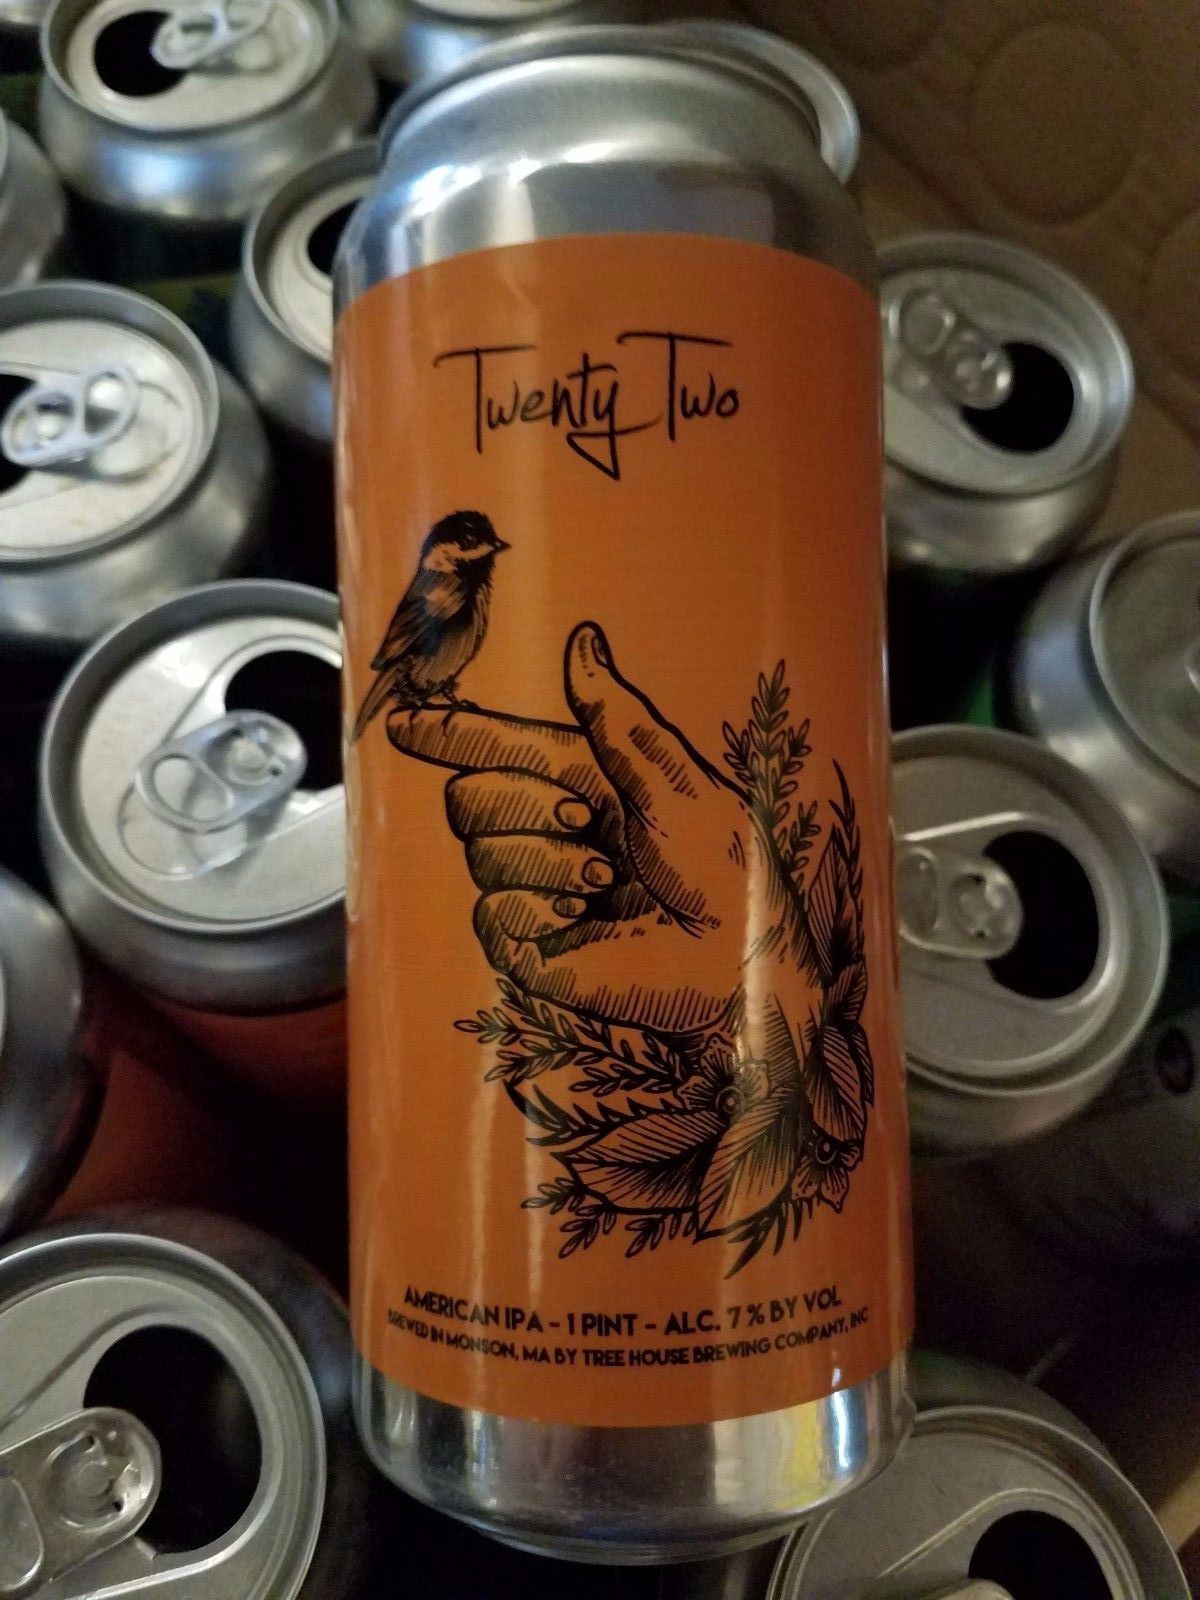 Twenty Two
AMERICAN IPA - 1 PINT - ALC. 7% BY VOL
BREWED IN MONSON, MA BY TREE HOUSE BREWING COMPANY, INC